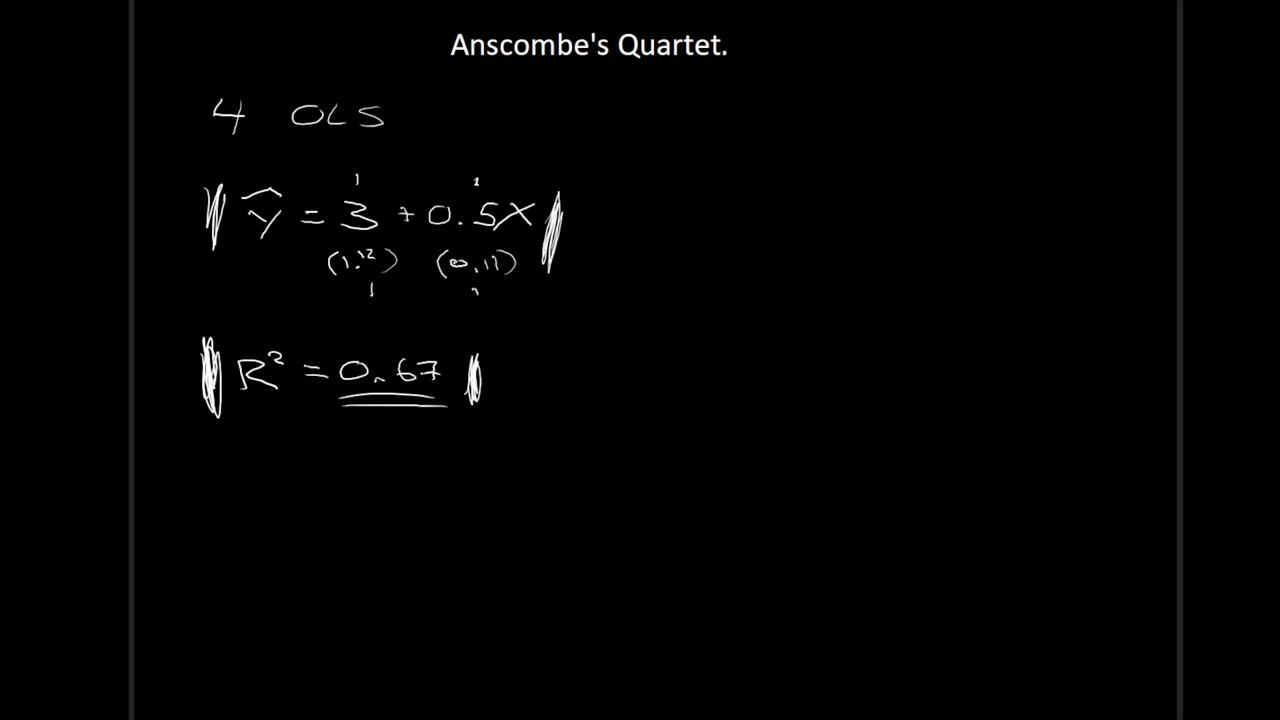 Anscombe's Quartet.
4 OLS
Ŷ = 3 + 0.5X
(1.12) (0.11)
R² = 0.67